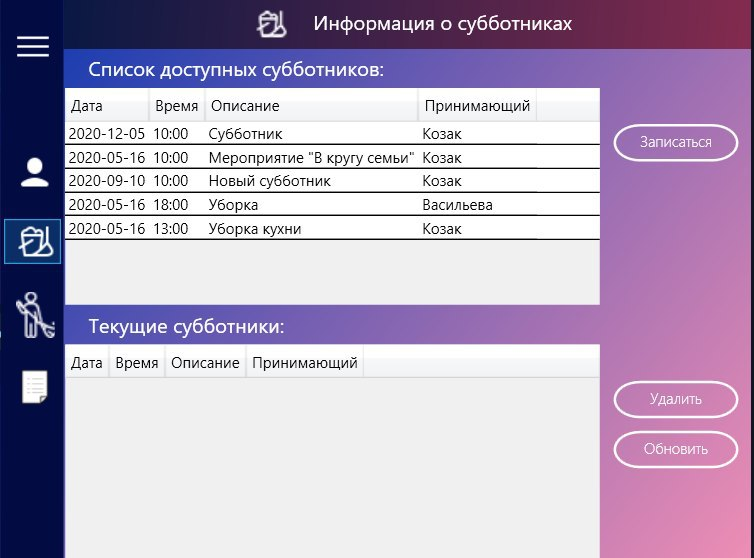 Информация о субботниках
Список доступных субботников:
Дата Время Описание Принимающий
2020-12-05 10:00 Субботник Козак
Записаться
2020-05-16 10:00 Мероприятие "В кругу семьи" Козак
2020-09-10 10:00 Новый субботник Козак
2020-05-16 18:00 Уборка Васильева
2020-05-16 13:00 Уборка кухни Козак
Текущие субботники:
Дата Время Описание Принимающий
Удалить
Обновить